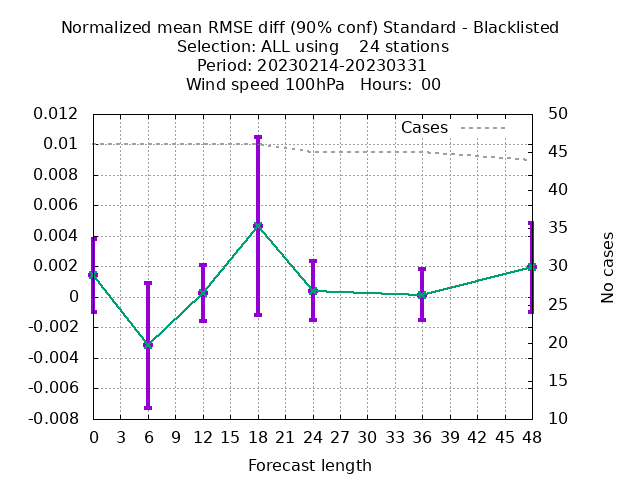 Normalized mean RMSE diff (90% conf) Standard - Blacklisted
Selection: ALL using    24 stations
Period: 20230214-20230331
Wind speed 100hPa   Hours:  00
Cases
0.012
0.01
0.008
0.006
0.004
0.002
0
-0.002
-0.004
-0.006
-0.008
50
45
40
35
30
25
20
15
10
No cases
0 3 6 9 12 15 18 21 24 27 30 33 36 39 42 45 48
Forecast length